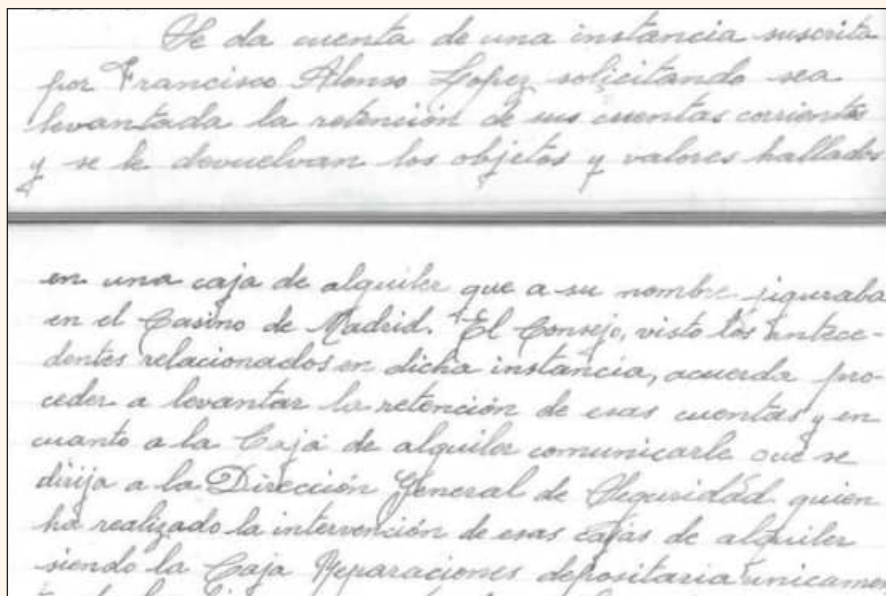 Se da cuenta de una instancia suscrita
por Francisco Alonso Lopez solicitando sea
levantada la retención de sus cuentas corrientes
y se le devuelvan los objetos y valores hallados
en una caja de alquiler que a su nombre figuraba
en el Casino de Madrid. El Consejo, visto los antece-
dentes relacionados en dicha instancia, acuerda pro-
ceder a levantar la retención de esas cuentas y en
cuanto a la Caja de alquiler comunicarle que se
dirija a la Dirección General de Seguridad quien
ha realizado la intervención de esas cajas de alquiler
siendo la Caja Reparaciones depositaria unicamen